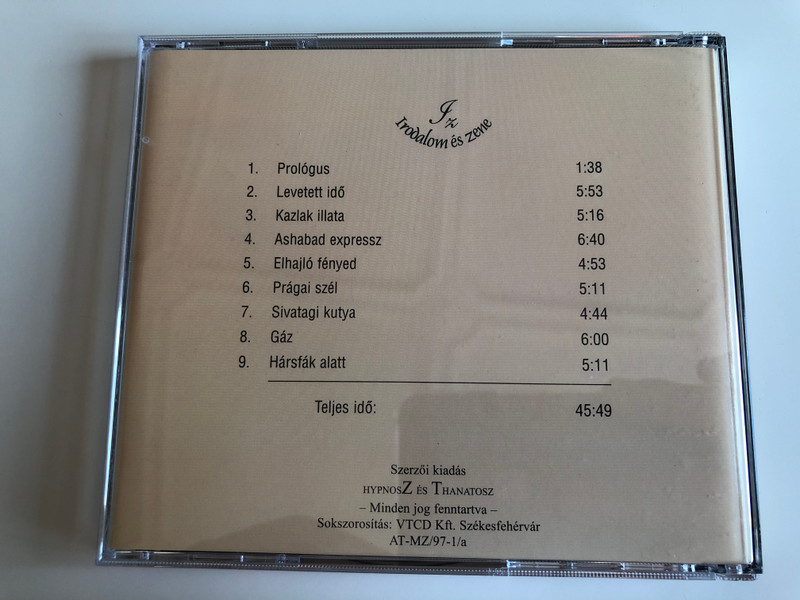 Iz
Irodalom és zene
1. Prológus 1:38
2. Levetett idő 5:53
3. Kazlak illata 5:16
4. Ashabad expressz 6:40
5. Elhajló fényed 4:53
6. Prágai szél 5:11
7. Sivatagi kutya 4:44
8. Gáz 6:00
9. Hársfák alatt 5:11
Teljes idő: 45:49
Szerzői kiadás
HYPNOSZ ÉS THANATOSZ
– Minden jog fenntartva –
Sokszorosítás: VTCD Kft. Székesfehérvár
AT-MZ/97-1/a